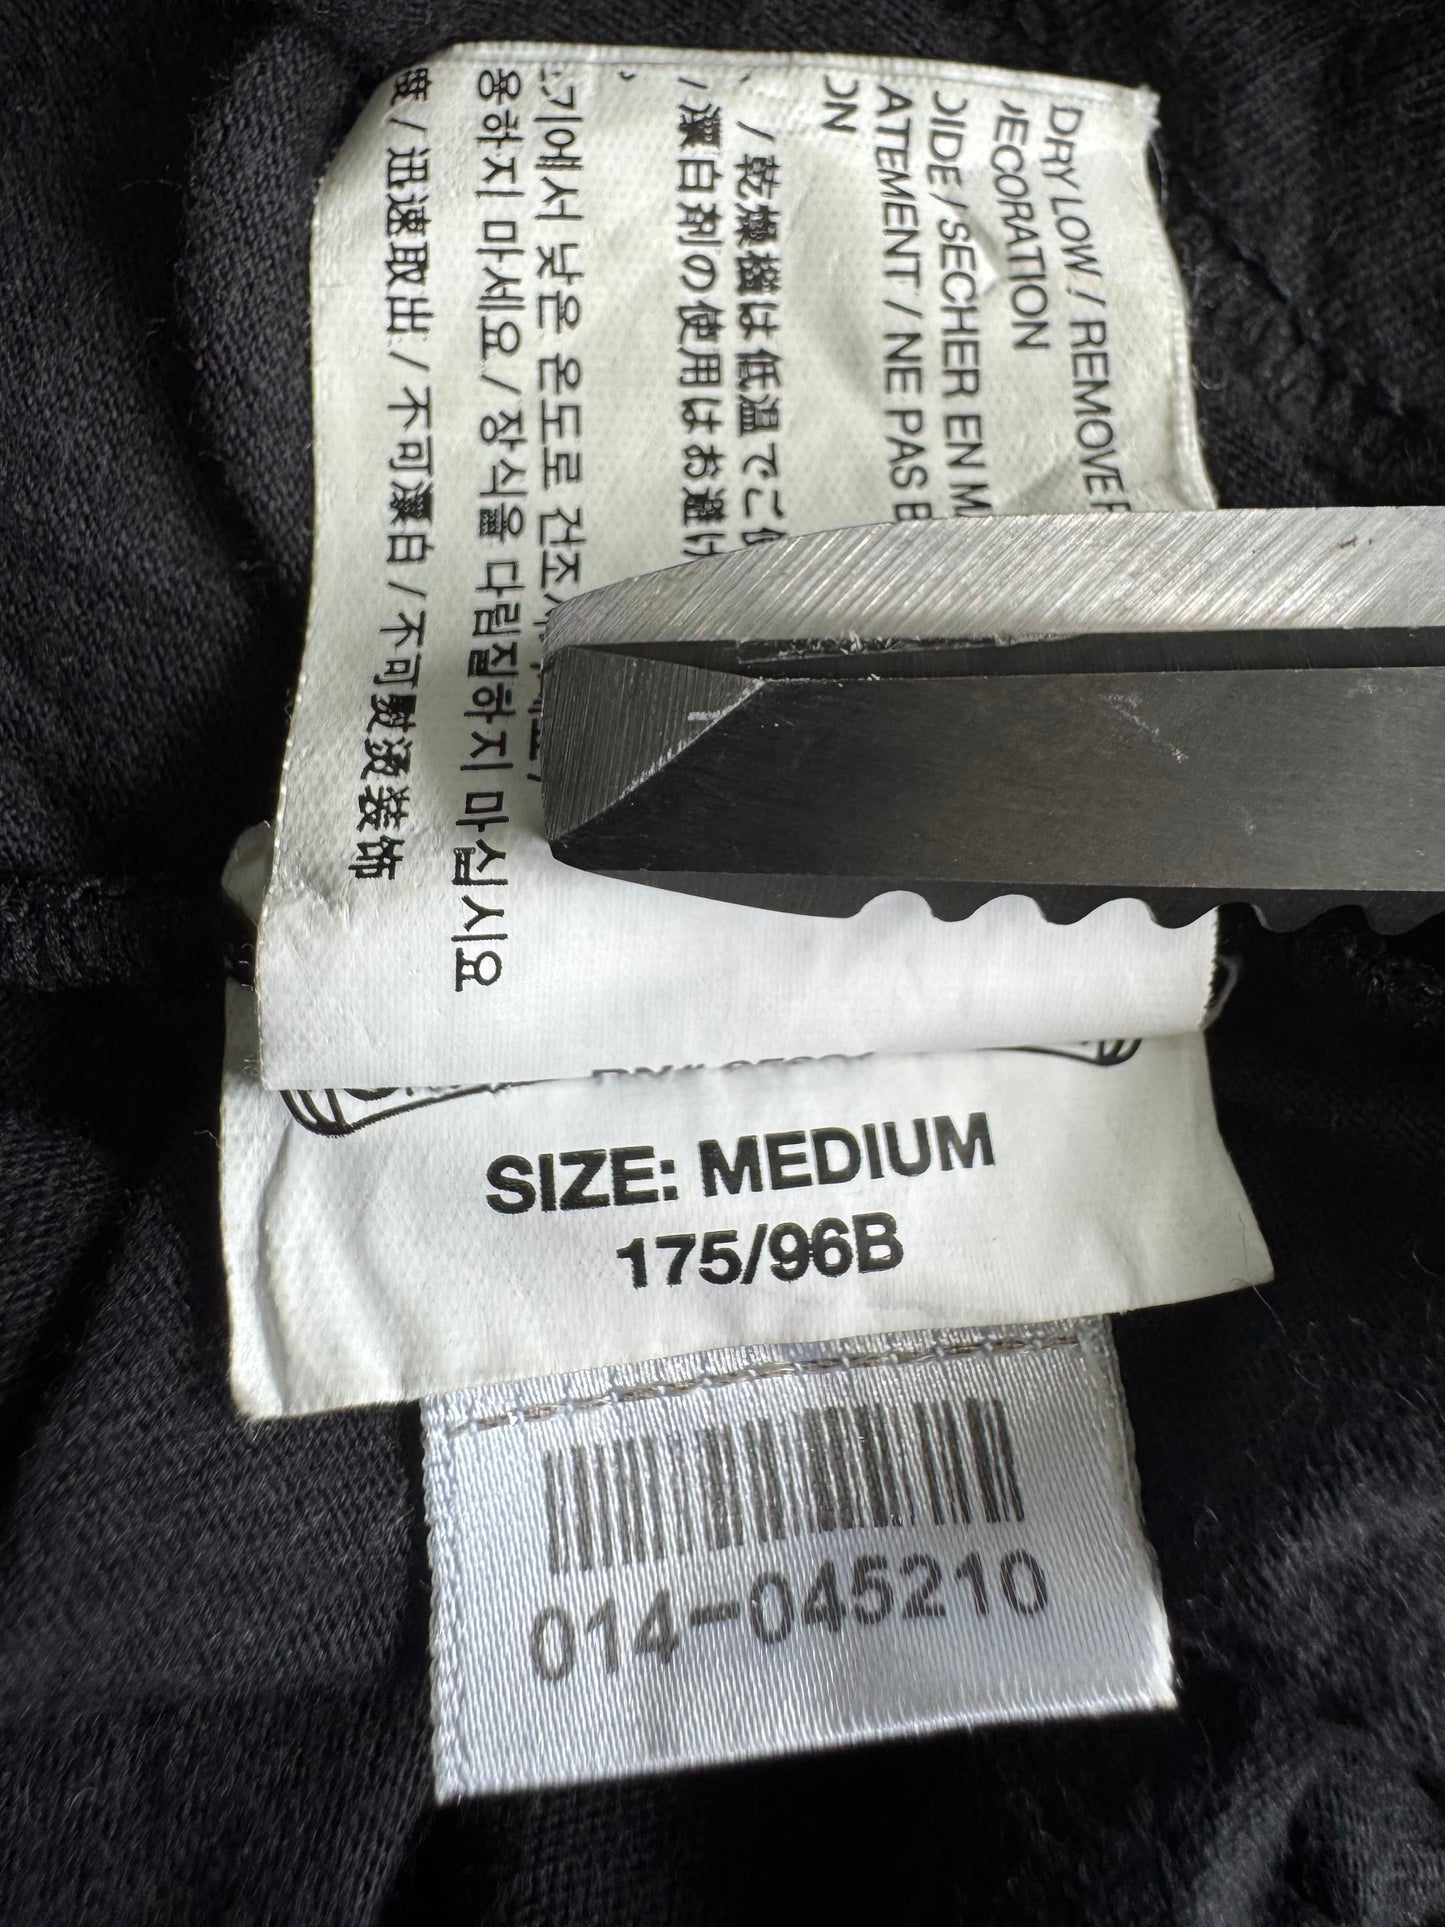 DRY LOW / REMOVE
DECORATION
SECHER EN
NE PAS
ON
/ 乾燥機は低温でご
/ 漂白剤の使用はお避け
기에서 낮은 온도로 건조
용하지 마세요 / 장식을 다림질하지 마십시요
度 / 迅速取出 / 不可漂白 / 不可熨烫装饰
SIZE: MEDIUM
175/96B
014-045210